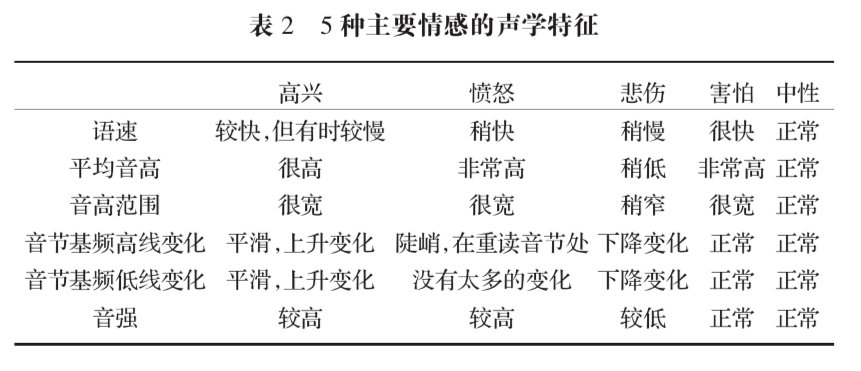 表 2 5 种主要情感的声学特征
高兴 愤怒 悲伤 害怕 中性
语速 较快,但有时较慢 稍快 稍慢 很快 正常
平均音高 很高 非常高 稍低 非常高 正常
音高范围 很宽 很宽 稍窄 很宽 正常
音节基频高线变化 平滑,上升变化 陡峭,在重读音节处 下降变化 正常 正常
音节基频低线变化 平滑,上升变化 没有太多的变化 下降变化 正常 正常
音强 较高 较高 较低 正常 正常